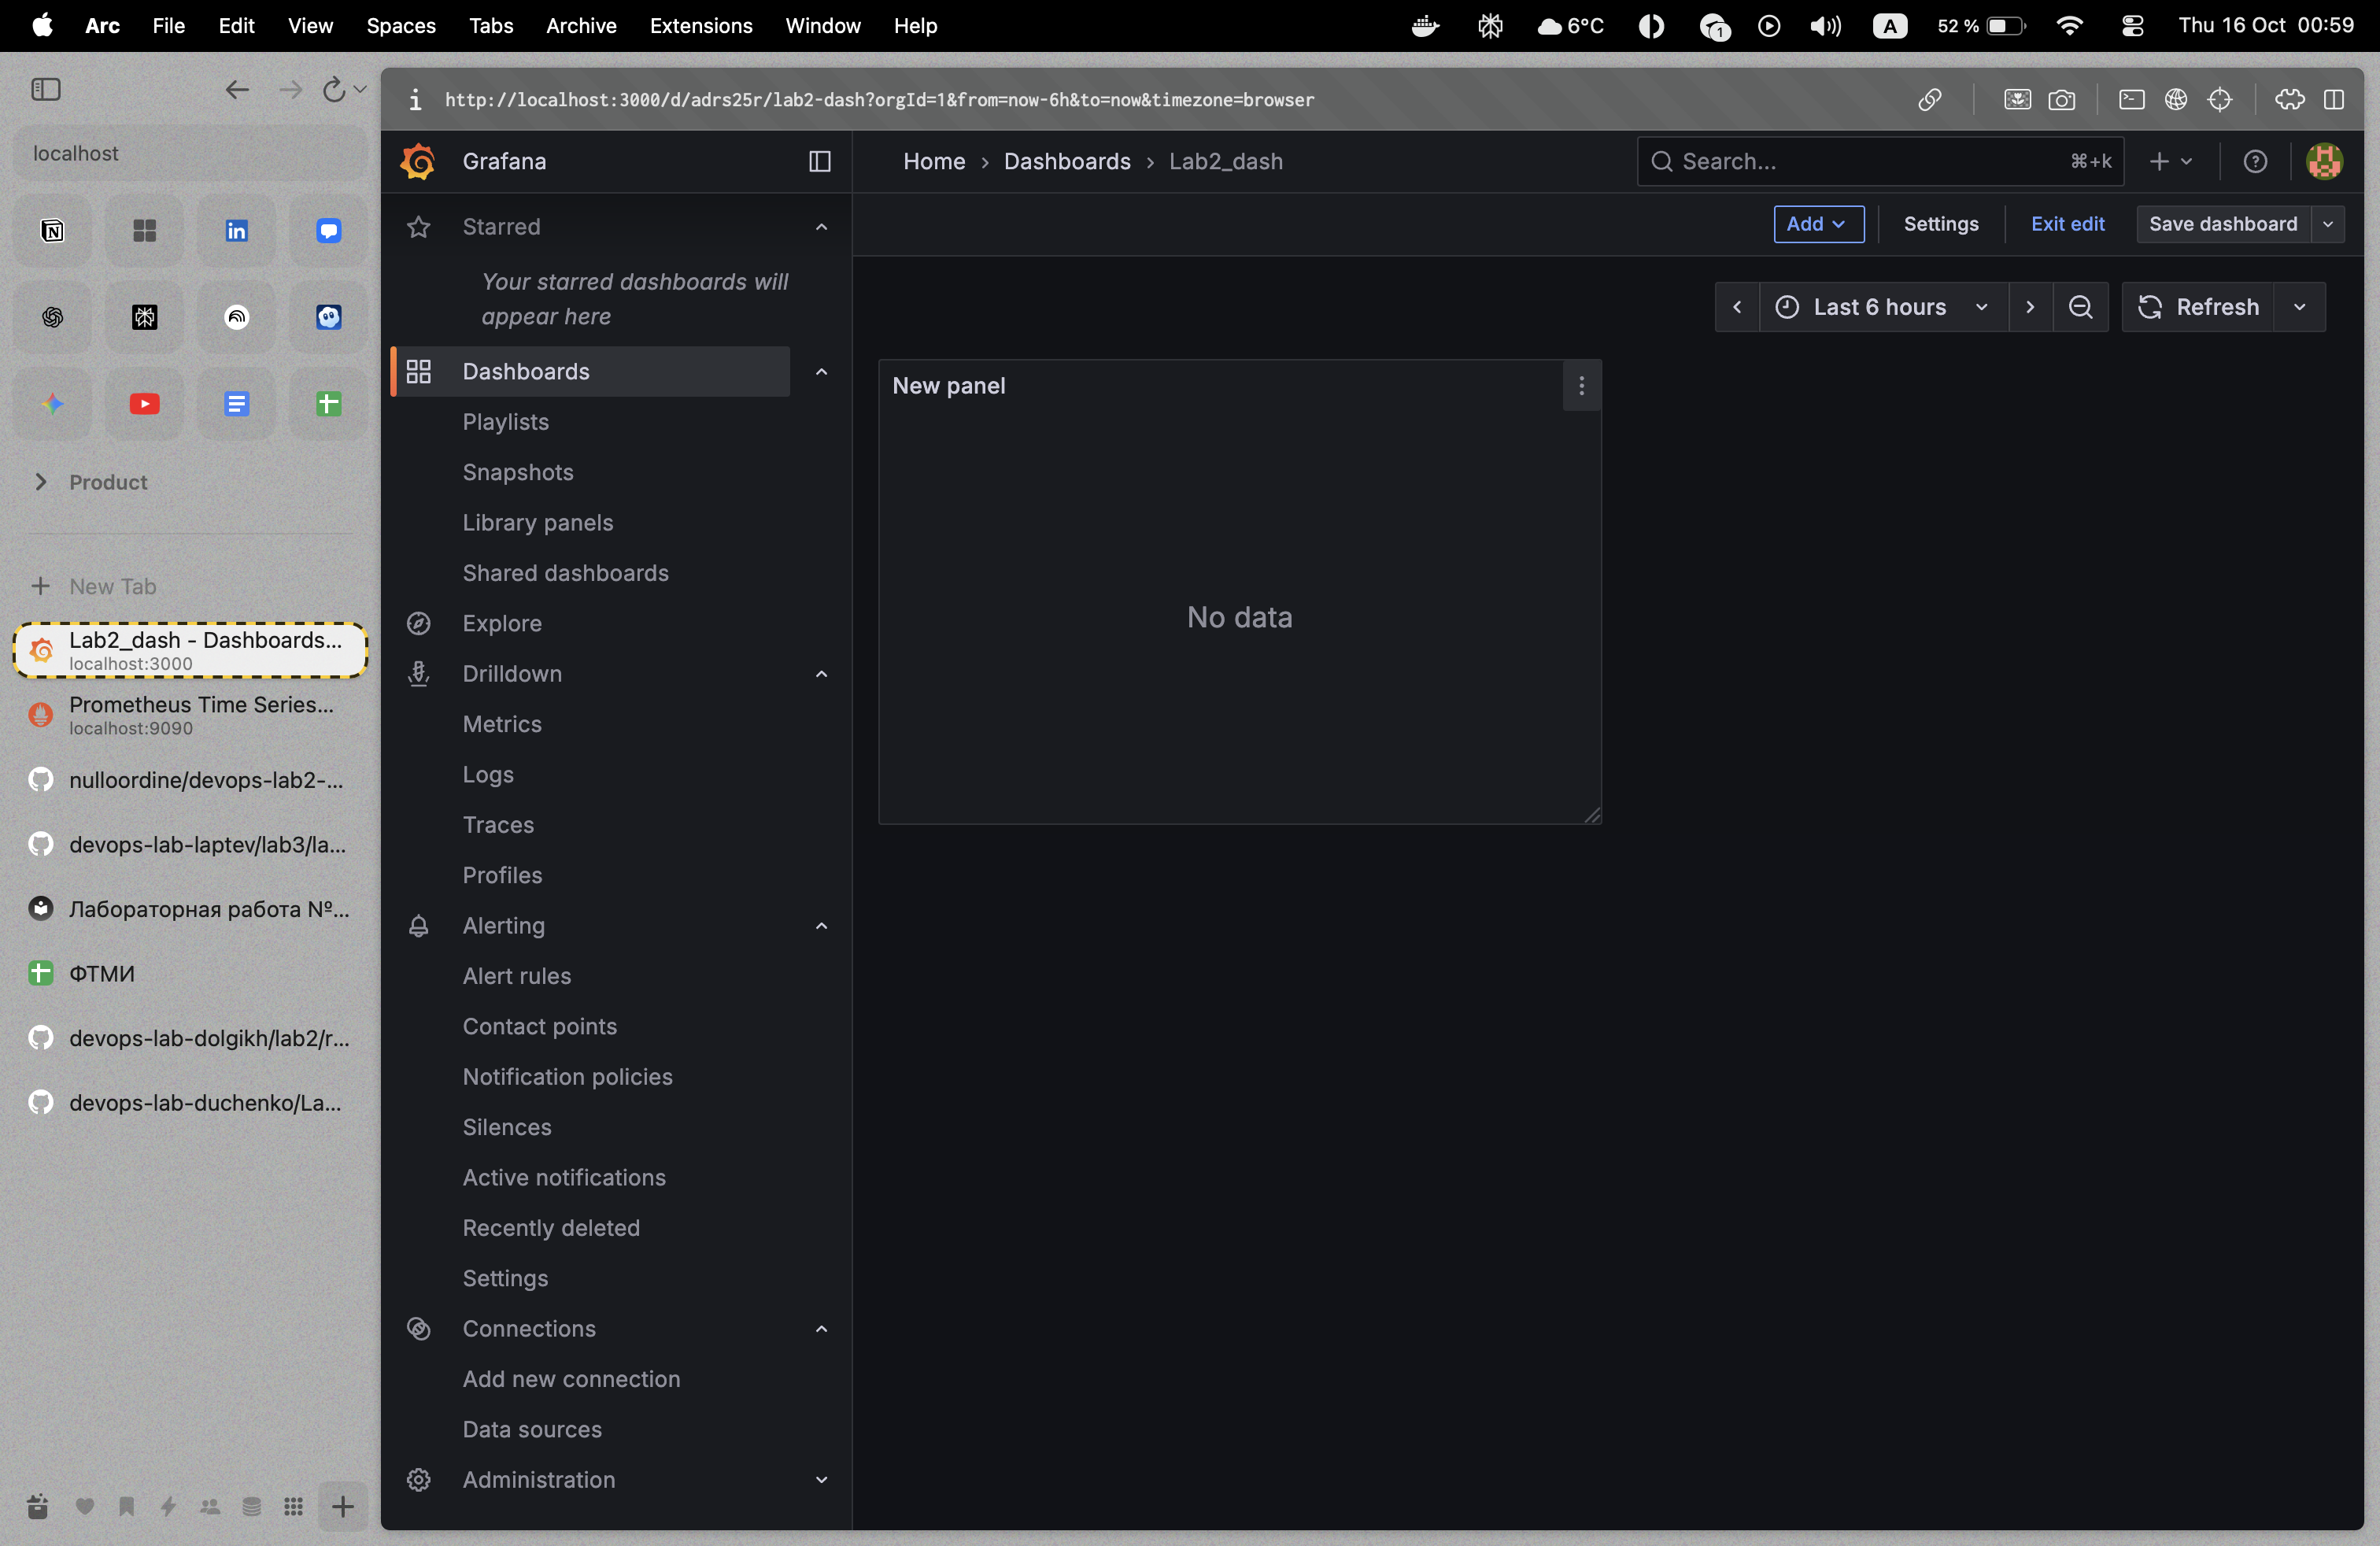 Arc File Edit View Spaces Tabs Archive Extensions Window Help 1 6°C A 52 % Thu 16 Oct 00:59
http://localhost:3000/d/adrs25r/lab2-dash?orgId=1&from=now-6h&to=now&timezone=browser
localhost
Product
New Tab
Lab2_dash - Dashboards...
localhost:3000
Prometheus Time Series...
localhost:9090
nulloordine/devops-lab2-...
devops-lab-laptev/lab3/la...
Лабораторная работа №...
ФТМИ
devops-lab-dolgikh/lab2/r...
devops-lab-duchenko/La...
Grafana
Home › Dashboards › Lab2_dash
Search... ⌘+k
Starred
Your starred dashboards will
appear here
Dashboards
Playlists
Snapshots
Library panels
Shared dashboards
Explore
Drilldown
Metrics
Logs
Traces
Profiles
Alerting
Alert rules
Contact points
Notification policies
Silences
Active notifications
Recently deleted
Settings
Connections
Add new connection
Data sources
Administration
Add Settings Exit edit Save dashboard
Last 6 hours Refresh
New panel
No data